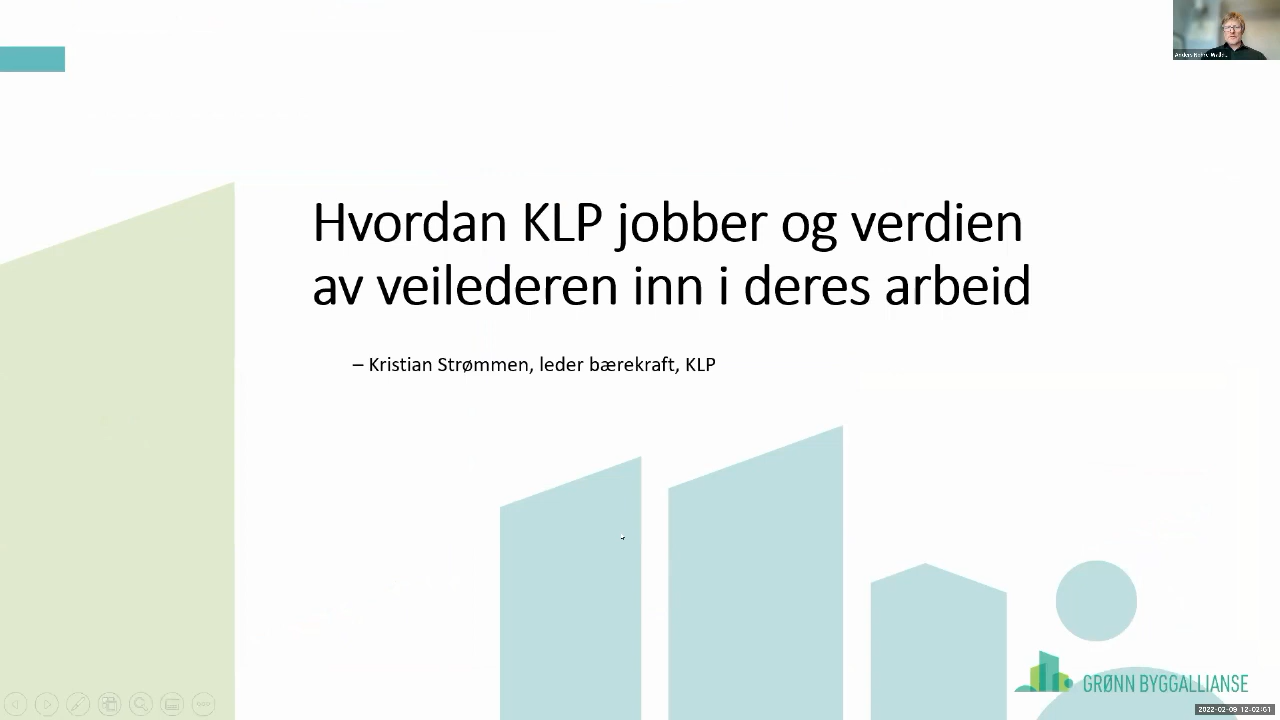 Hvordan KLP jobber og verdien
av veilederen inn i deres arbeid
– Kristian Strømmen, leder bærekraft, KLP
GRØNN BYGGALLIANSE
2022-02-09 12:02:01